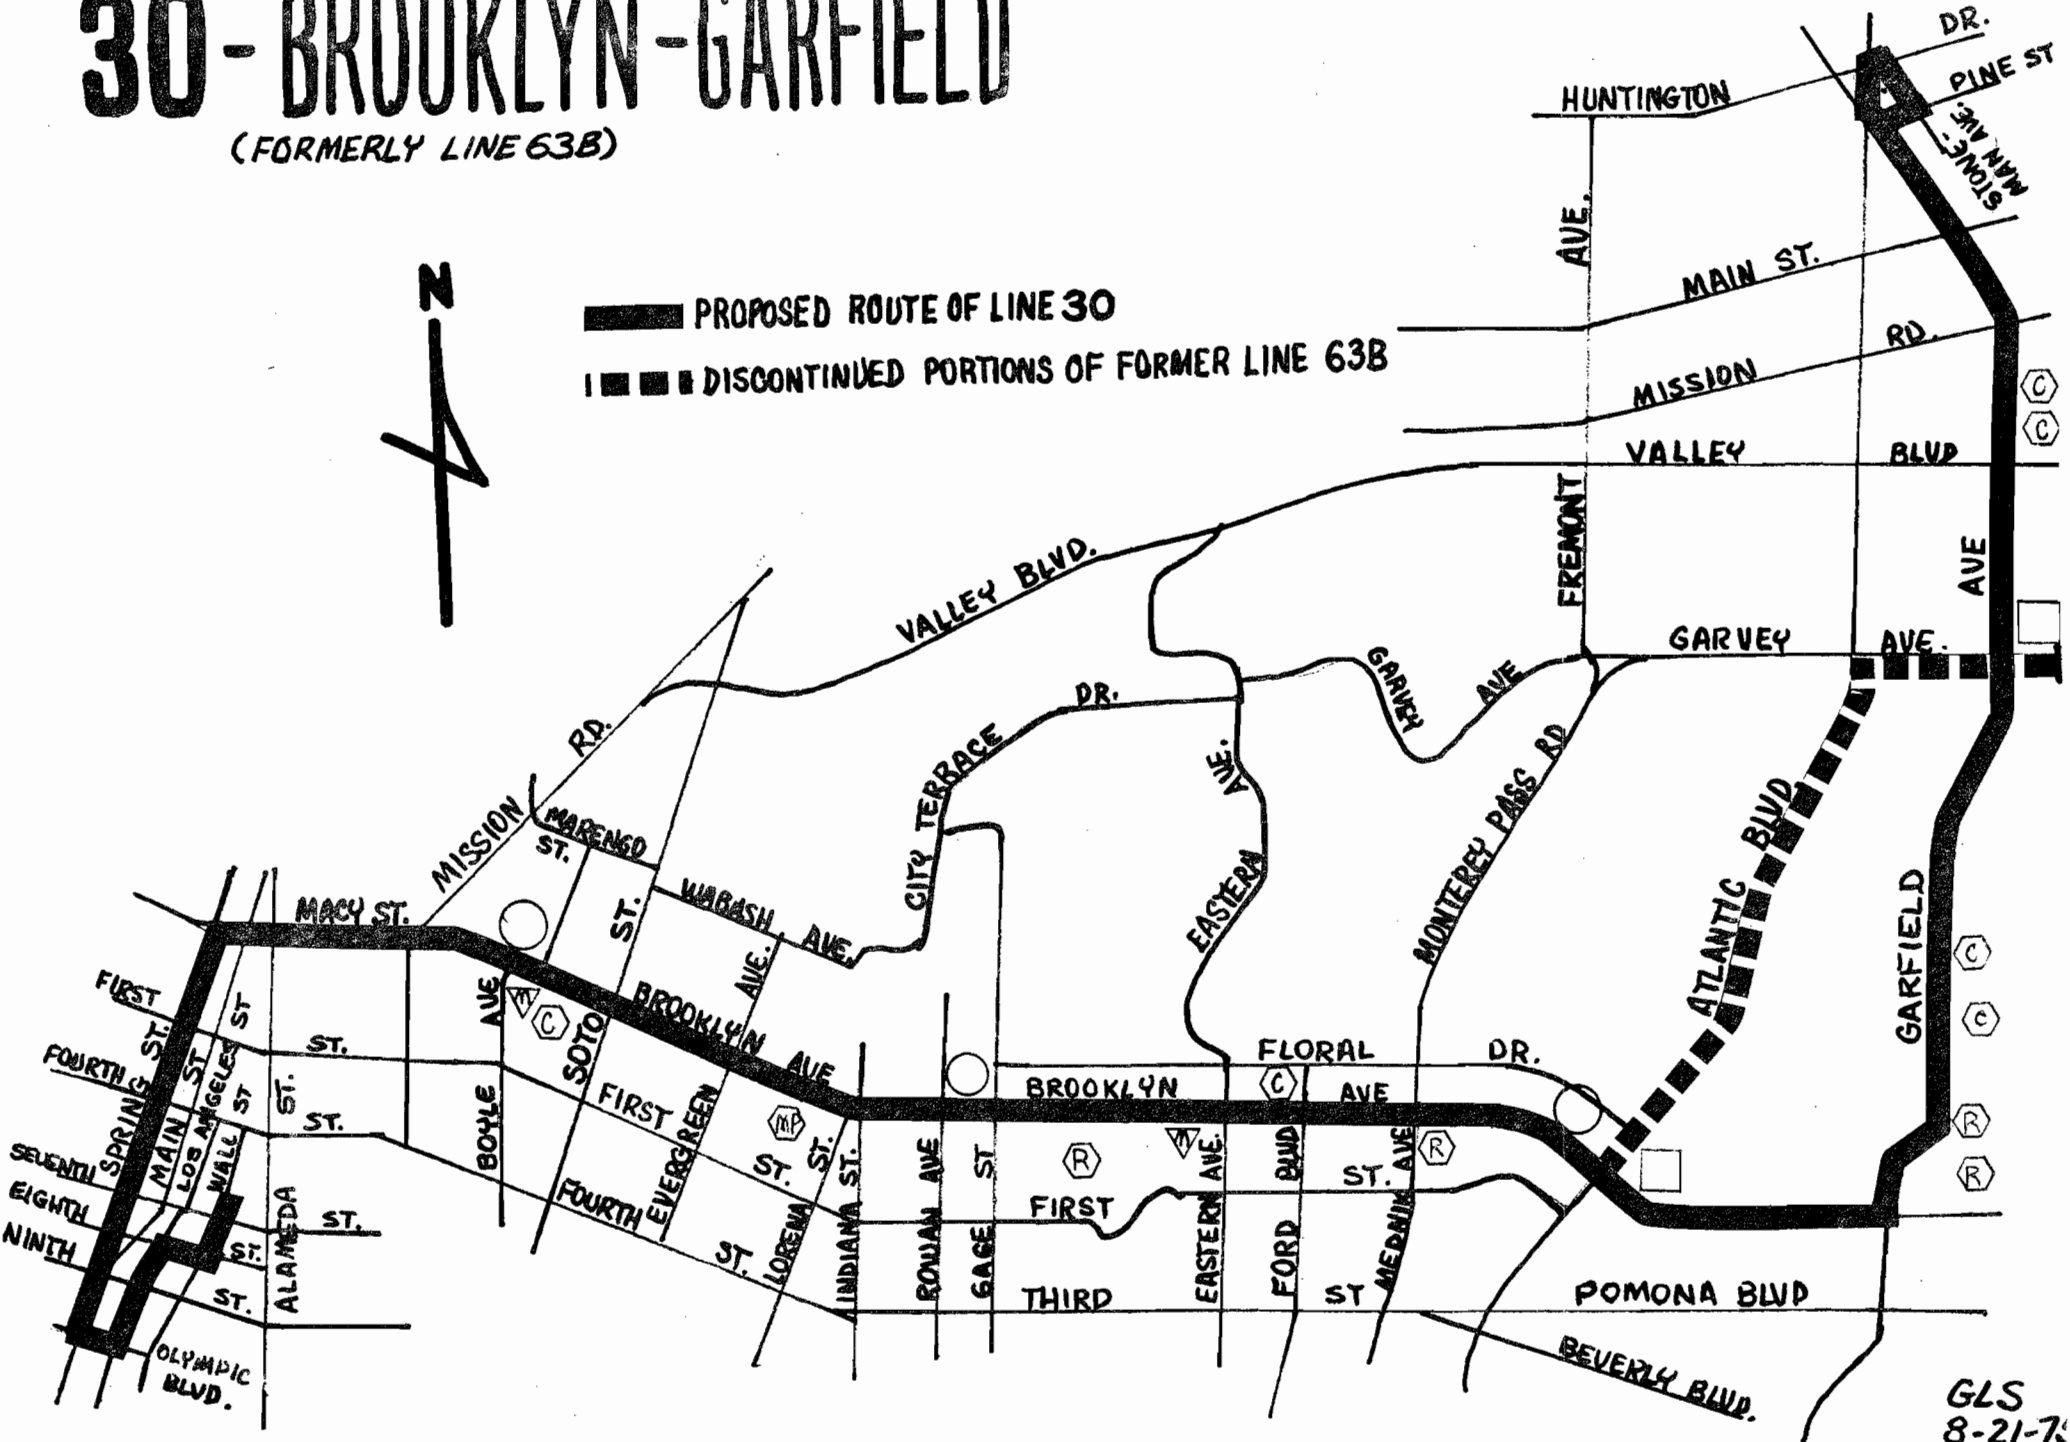 30 - BROOKLYN - GARFIELD
(FORMERLY LINE 63B)
N
PROPOSED ROUTE OF LINE 30
DISCONTINUED PORTIONS OF FORMER LINE 63B
HUNTINGTON
DR.
PINE ST
STONE-
MAN AVE.
AVE.
MAIN ST.
MISSION
RD.
C
C
VALLEY
BLVD
FREMONT
AVE
VALLEY BLVD.
GARVEY
AVE.
GARVEY
AVE
DR.
CITY TERRACE
RD.
MISSION
MARENGO
ST.
WABASH
AVE.
AVE.
EASTERN
MONTEREY PASS RD
ATLANTIC BLVD
GARFIELD
C
C
R
R
MACY ST.
ST.
AVE.
BROOKLYN
AVE
AVE
M
C
SOTO
BOYLE
FIRST
ST.
FOURTH
ST.
SEVENTH
ST.
EIGHTH
ST.
NINTH
ST.
SPRING
ST.
MAIN
ST
LOS ANGELES
ST
WALL
ST
ALAMEDA
ST.
OLYMPIC
BLVD.
FIRST
ST.
FOURTH
ST.
EVERGREEN
MP
LORENA
ST.
INDIANA
ST.
ROWAN AVE
GAGE
ST
FLORAL
DR.
BROOKLYN
AVE
C
R
M
R
EASTERN AVE.
FORD
BLVD
MEDNIK AVE
FIRST
ST.
THIRD
ST
POMONA BLVD
BEVERLY BLVD.
GLS